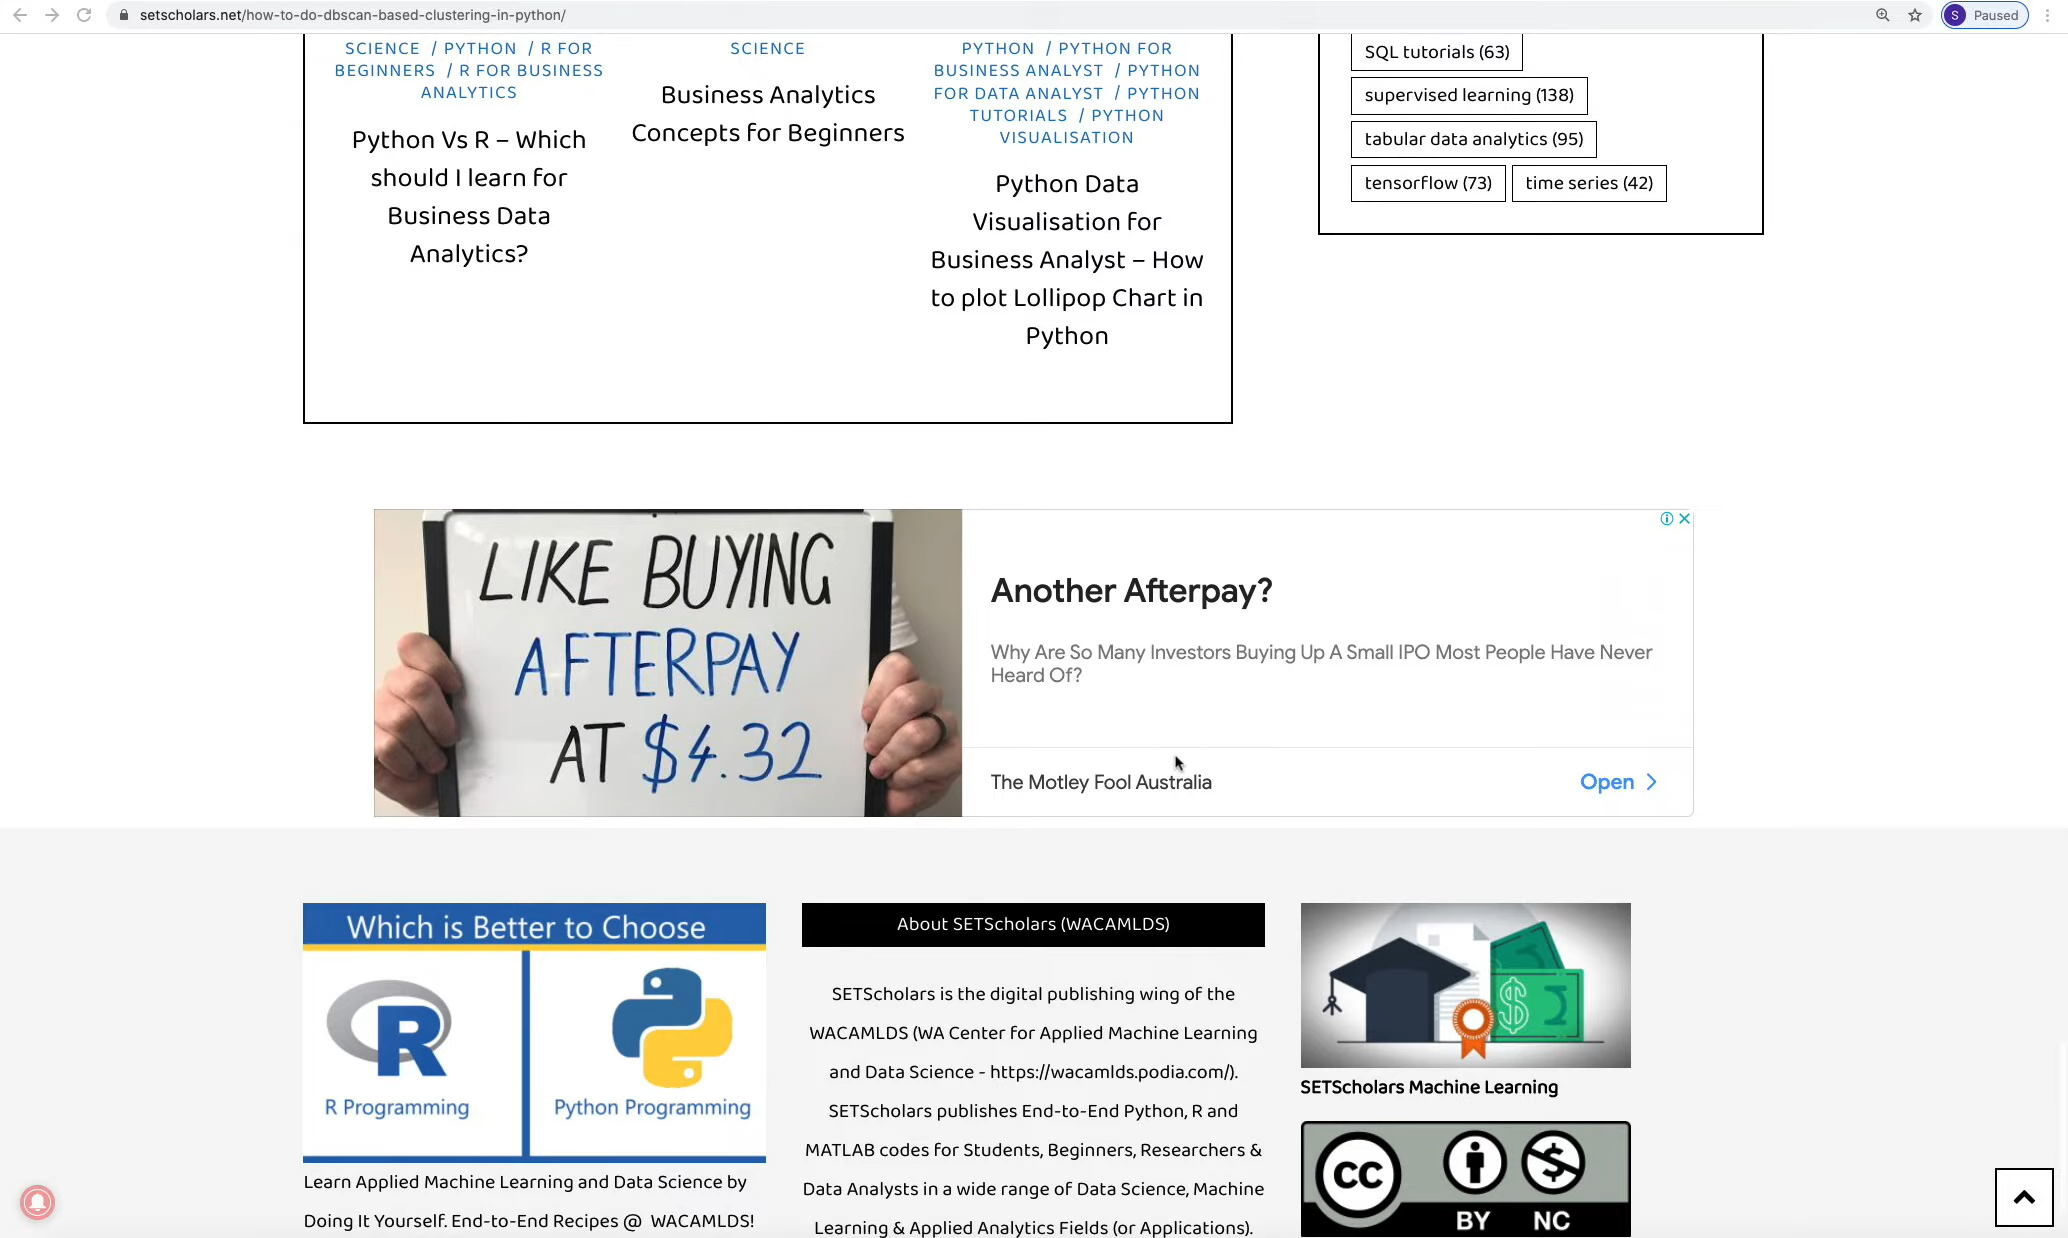 setscholars.net/how-to-do-dbscan-based-clustering-in-python/
S Paused
SCIENCE / PYTHON / R FOR
BEGINNERS / R FOR BUSINESS
ANALYTICS
Python Vs R – Which
should I learn for
Business Data
Analytics?
SCIENCE
Business Analytics
Concepts for Beginners
PYTHON / PYTHON FOR
BUSINESS ANALYST / PYTHON
FOR DATA ANALYST / PYTHON
TUTORIALS / PYTHON
VISUALISATION
Python Data
Visualisation for
Business Analyst – How
to plot Lollipop Chart in
Python
SQL tutorials (63)
supervised learning (138)
tabular data analytics (95)
tensorflow (73) time series (42)
LIKE BUYING
AFTERPAY
AT $4.32
Another Afterpay?
Why Are So Many Investors Buying Up A Small IPO Most People Have Never
Heard Of?
The Motley Fool Australia
Open
Which is Better to Choose
R
R Programming
Python Programming
Learn Applied Machine Learning and Data Science by
Doing It Yourself. End-to-End Recipes @ WACAMLDS!
About SETScholars (WACAMLDS)
SETScholars is the digital publishing wing of the
WACAMLDS (WA Center for Applied Machine Learning
and Data Science - https://wacamlds.podia.com/).
SETScholars publishes End-to-End Python, R and
MATLAB codes for Students, Beginners, Researchers &
Data Analysts in a wide range of Data Science, Machine
Learning & Applied Analytics Fields (or Applications).
SETScholars Machine Learning
CC
BY NC